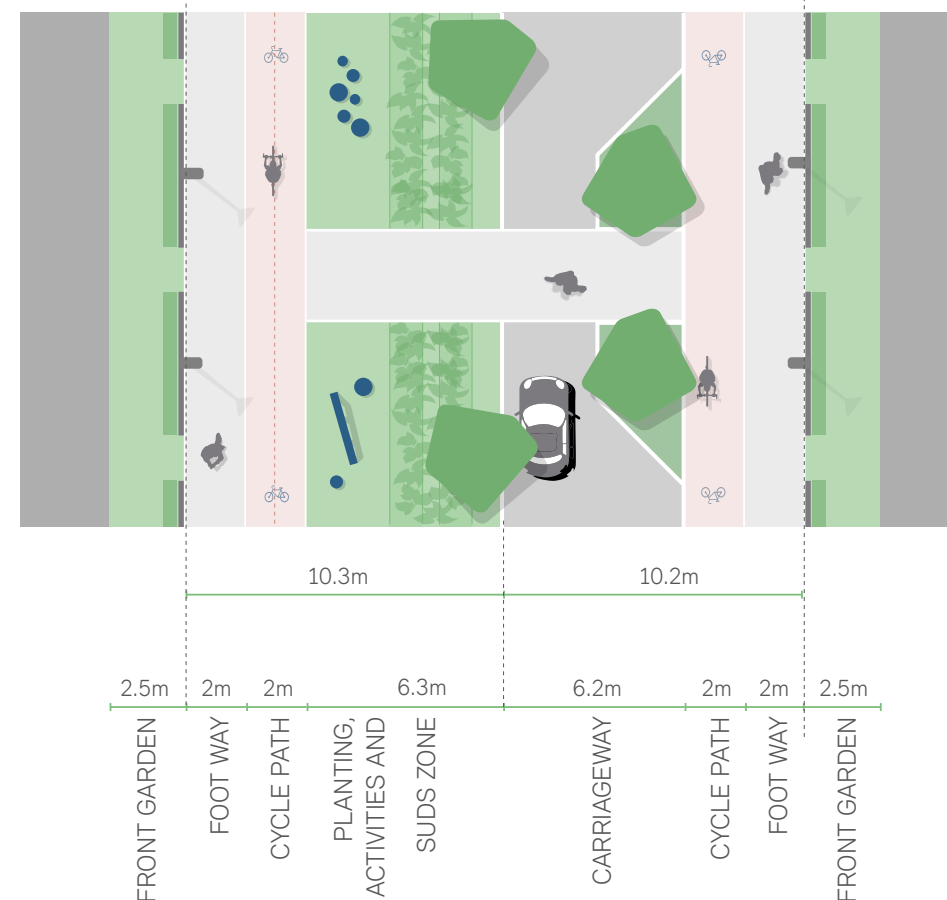 10.3m
10.2m
2.5m
2m
2m
6.3m
6.2m
2m
2m
2.5m
FRONT GARDEN
FOOT WAY
CYCLE PATH
PLANTING,
ACTIVITIES AND
SUDS ZONE
CARRIAGEWAY
CYCLE PATH
FOOT WAY
FRONT GARDEN